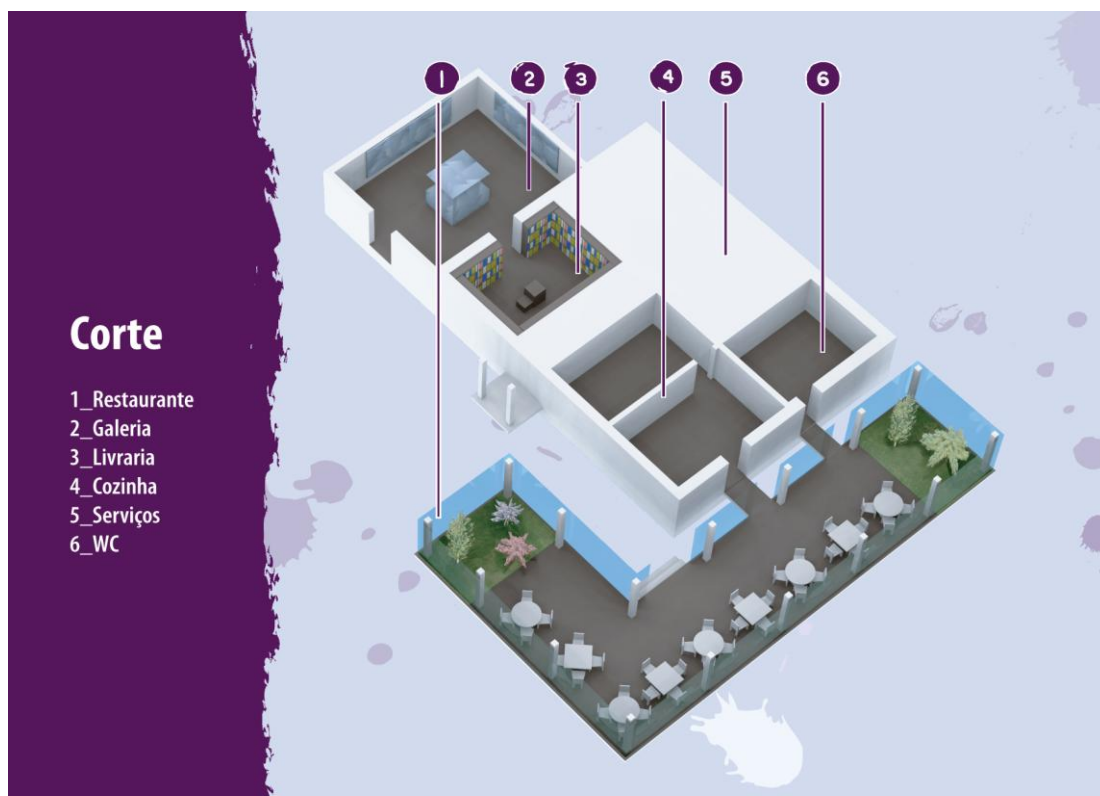 1
2
3
4
5
6
Corte
1_Restaurante
2_Galeria
3_Livraria
4_Cozinha
5_Serviços
6_WC